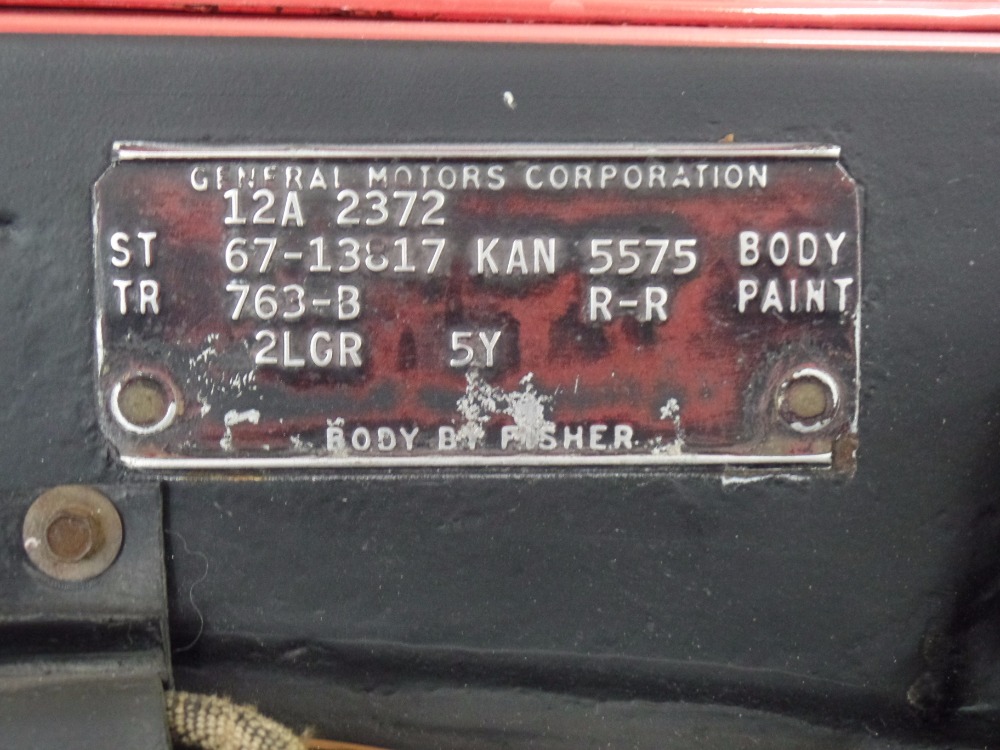 GENERAL MOTORS CORPORATION
12A 2372
ST 67-13817 KAN 5575 BODY
TR 763-B R-R PAINT
2LGR 5Y
BODY BY FISHER